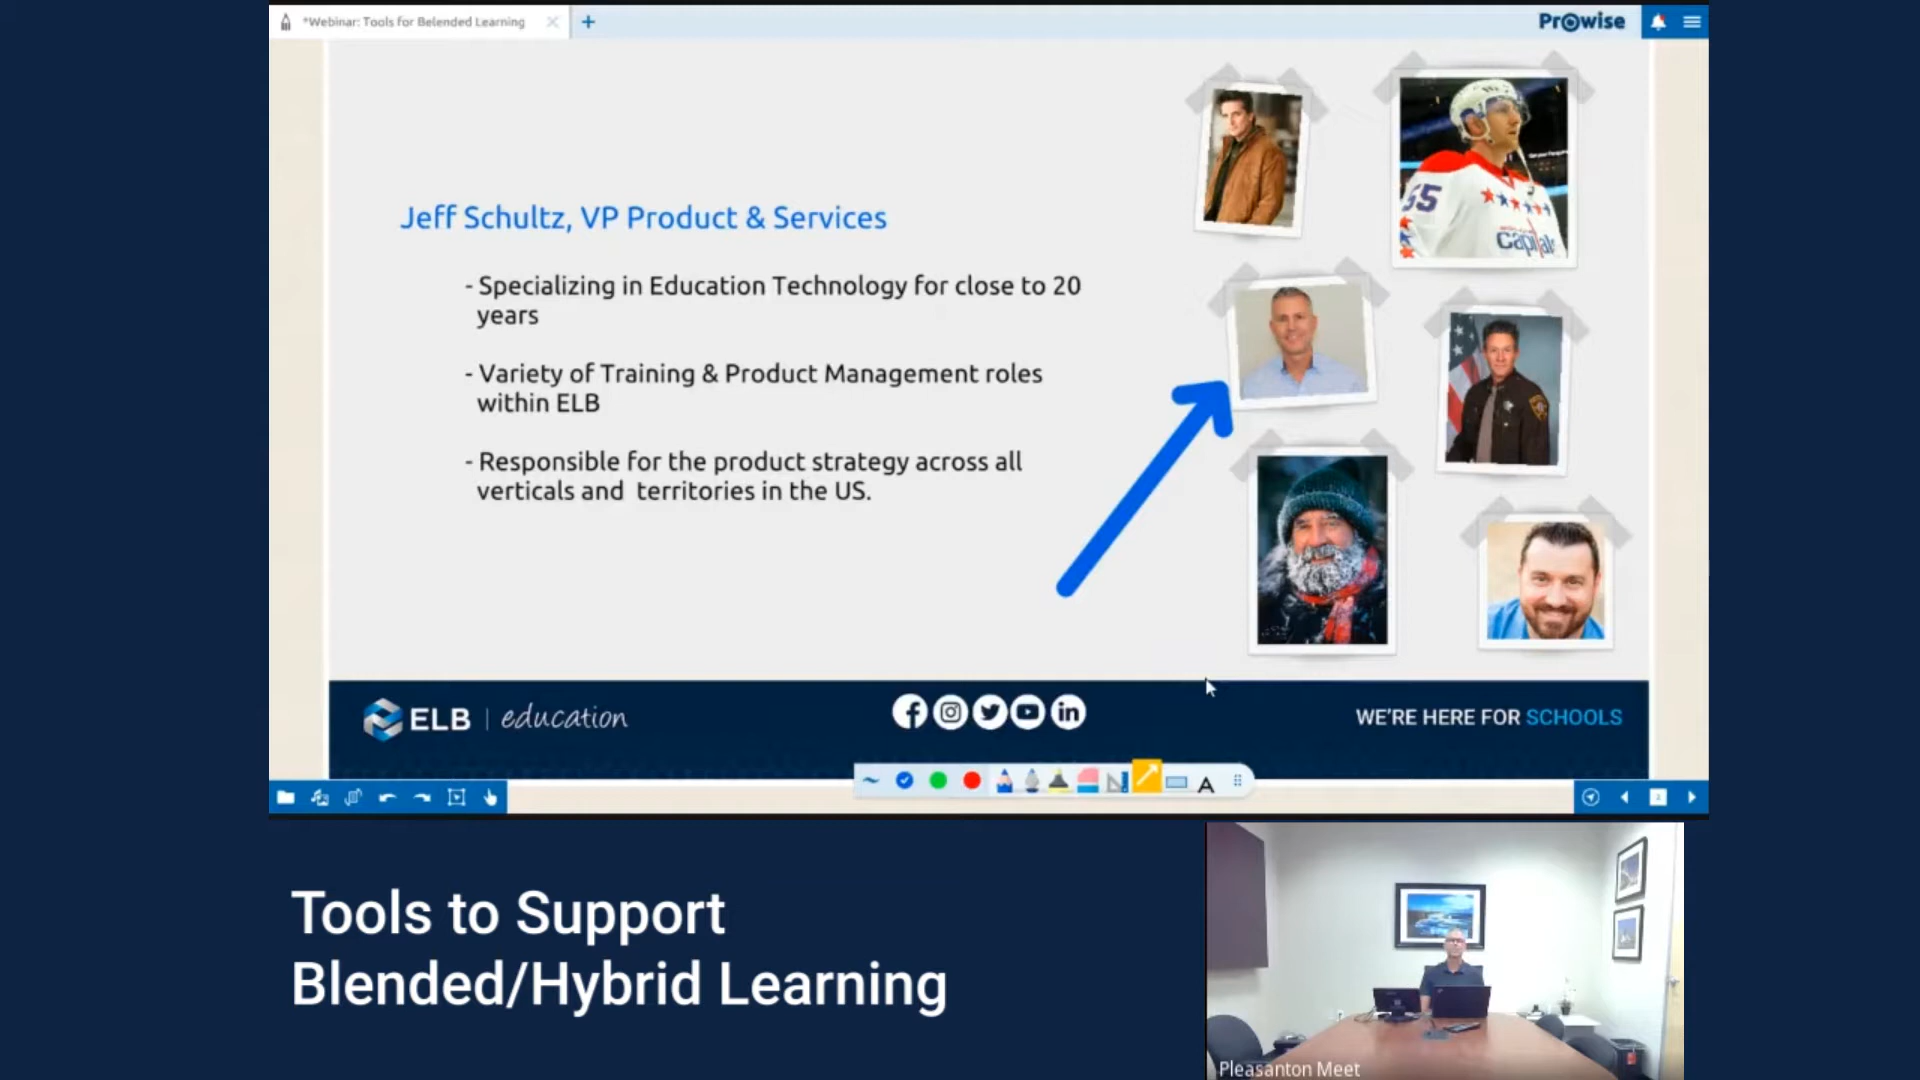 *Webinar: Tools for Belended Learning
Prowise
Jeff Schultz, VP Product & Services
- Specializing in Education Technology for close to 20
years
- Variety of Training & Product Management roles
within ELB
- Responsible for the product strategy across all
verticals and territories in the US.
55
capitals
ELB | education
WE'RE HERE FOR SCHOOLS
A
Tools to Support
Blended/Hybrid Learning
Pleasanton Meet